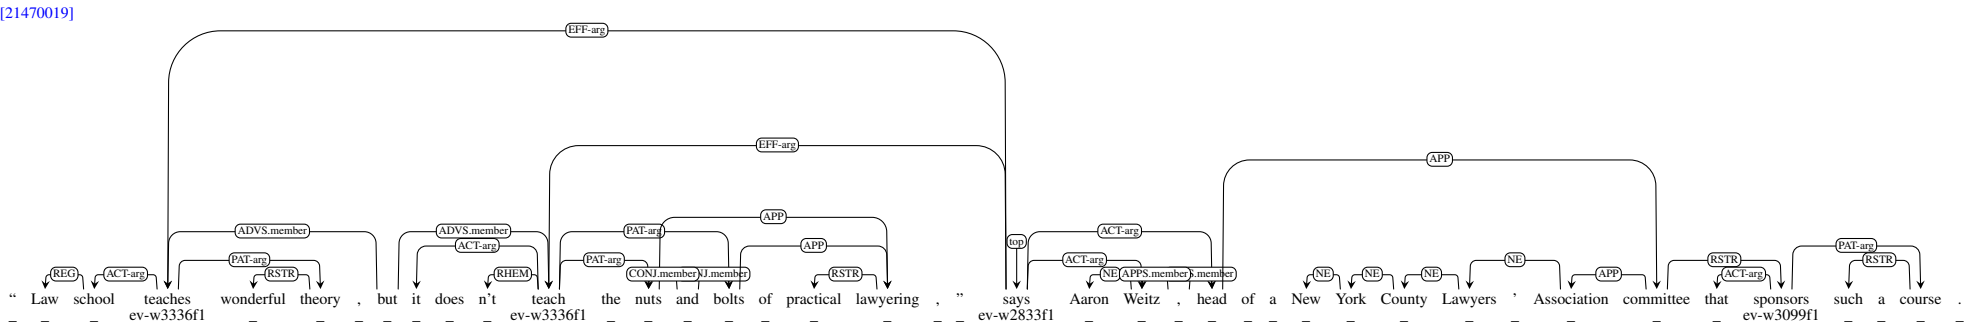 [21470019]
EFF-arg
EFF-arg
APP
APP
ADVS.member ADVS.member PAT-arg ACT-arg
ACT-arg APP top PAT-arg
PAT-arg PAT-arg ACT-arg RSTR RSTR
REG ACT-arg RSTR RHEM CONJ.member NJ.member RSTR NE APPS.member S.member NE NE NE NE APP ACT-arg
“ Law school teaches wonderful theory , but it does n't teach the nuts and bolts of practical lawyering , ” says Aaron Weitz , head of a New York County Lawyers ' Association committee that sponsors such a course .
_ _ _ ev-w3336f1 _ _ _ _ _ _ _ ev-w3336f1 _ _ _ _ _ _ _ _ _ ev-w2833f1 _ _ _ _ _ _ _ _ _ _ _ _ _ _ ev-w3099f1 _ _ _ _